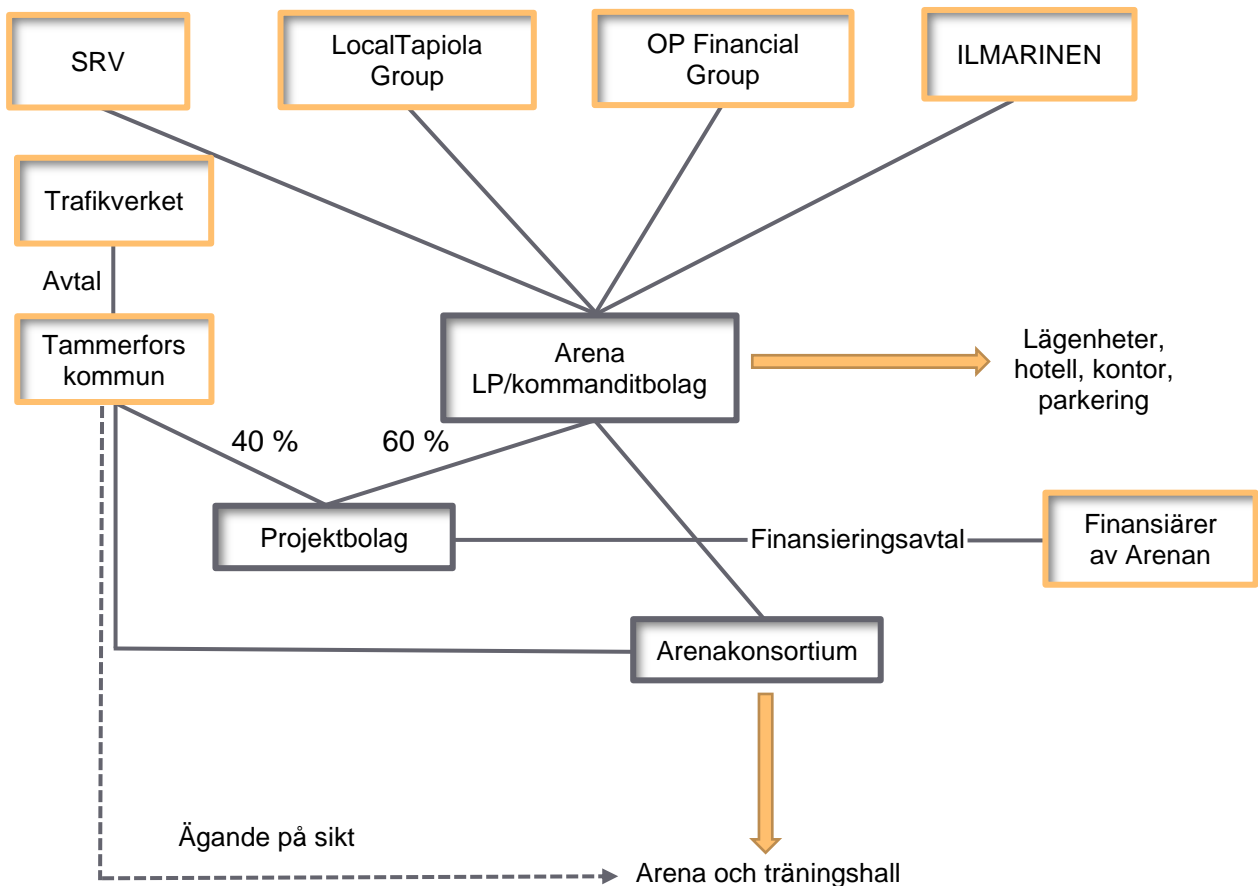 SRV
LocalTapiola
Group
OP Financial
Group
ILMARINEN
Trafikverket
Avtal
Tammerfors
kommun
Arena
LP/kommanditbolag
Lägenheter,
hotell, kontor,
parkering
40 %
60 %
Projektbolag
Finansieringsavtal
Finansiärer
av Arenan
Arenakonsortium
Ägande på sikt
Arena och träningshall